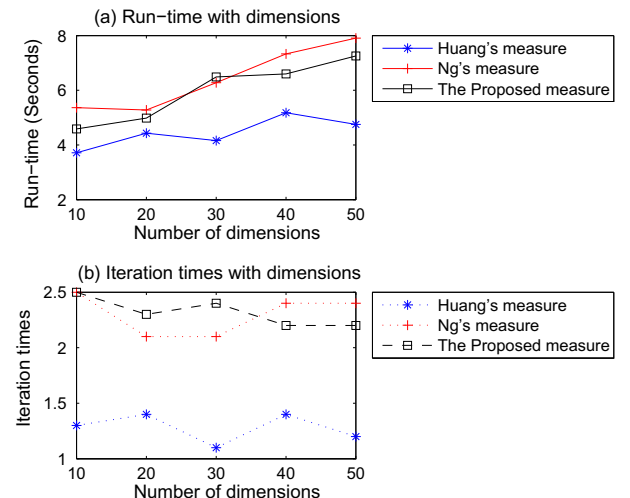 (a) Run−time with dimensions
8
6
4
2
Run−time (Seconds)
10 20 30 40 50
Number of dimensions
Huang's measure
Ng's measure
The Proposed measure
(b) Iteration times with dimensions
2.5
2
1.5
1
Iteration times
10 20 30 40 50
Number of dimensions
Huang's measure
Ng's measure
The Proposed measure